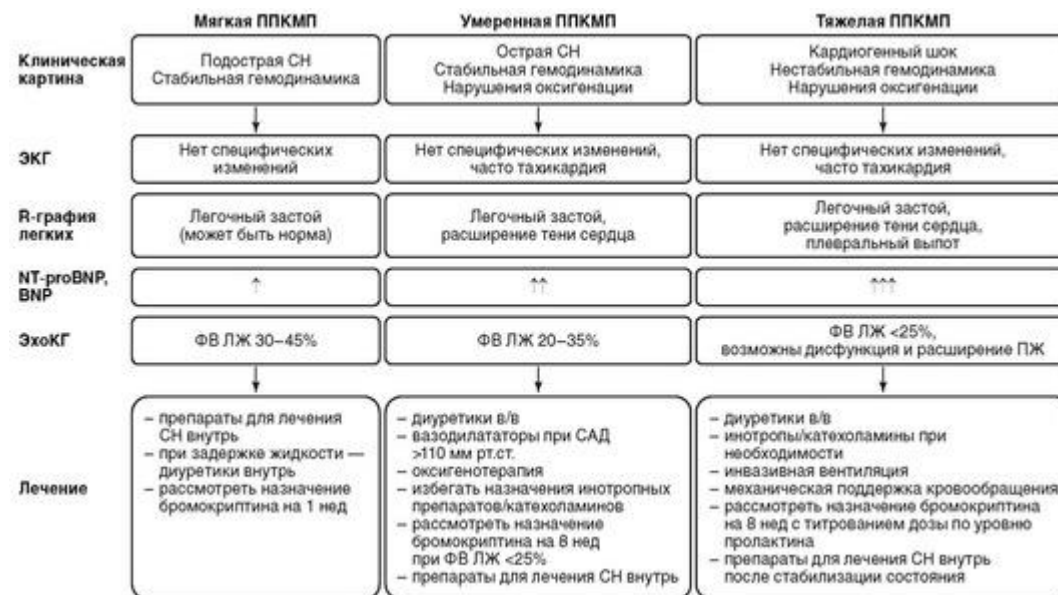 Мягкая ППКМП
Умеренная ППКМП
Тяжелая ППКМП
Клиническая
картина
Подострая СН
Стабильная гемодинамика
Острая СН
Стабильная гемодинамика
Нарушения оксигенации
Кардиогенный шок
Нестабильная гемодинамика
Нарушения оксигенации
ЭКГ
Нет специфических
изменений
Нет специфических изменений,
часто тахикардия
Нет специфических изменений,
часто тахикардия
R-графия
легких
Легочный застой
(может быть норма)
Легочный застой,
расширение тени сердца
Легочный застой,
расширение тени сердца,
плевральный выпот
NT-proBNP,
BNP
↑
↑↑
↑↑↑
ЭхоКГ
ФВ ЛЖ 30–45%
ФВ ЛЖ 20–35%
ФВ ЛЖ <25%,
возможны дисфункция и расширение ПЖ
Лечение
– препараты для лечения
СН внутрь
– при задержке жидкости —
диуретики внутрь
– рассмотреть назначение
бромокриптина на 1 нед
– диуретики в/в
– вазодилататоры при САД
>110 мм рт.ст.
– оксигенотерапия
– избегать назначения инотропных
препаратов/катехоламинов
– рассмотреть назначение
бромокриптина на 8 нед
при ФВ ЛЖ <25%
– препараты для лечения СН внутрь
– диуретики в/в
– инотропы/катехоламины при
необходимости
– инвазивная вентиляция
– механическая поддержка кровообращения
– рассмотреть назначение бромокриптина
на 8 нед с титрованием дозы по уровню
пролактина
– препараты для лечения СН внутрь
после стабилизации состояния